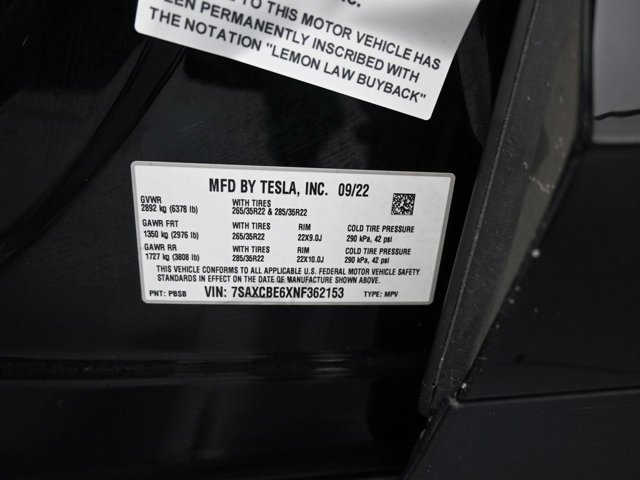 TO THIS MOTOR VEHICLE HAS
BEEN PERMANENTLY INSCRIBED WITH
THE NOTATION "LEMON LAW BUYBACK"
MFD BY TESLA, INC. 09/22
GVWR
2892 kg (6378 lb)
WITH TIRES
265/35R22 & 285/35R22
GAWR FRT
1350 kg (2976 lb)
WITH TIRES
265/35R22
RIM
22X9.0J
COLD TIRE PRESSURE
290 kPa, 42 psi
GAWR RR
1727 kg (3808 lb)
WITH TIRES
285/35R22
RIM
22X10.0J
COLD TIRE PRESSURE
290 kPa, 42 psi
THIS VEHICLE CONFORMS TO ALL APPLICABLE U.S. FEDERAL MOTOR VEHICLE SAFETY
STANDARDS IN EFFECT ON THE DATE OF MANUFACTURE SHOWN ABOVE.
PNT: PBSB VIN: 7SAXCBE6XNF362153 TYPE: MPV